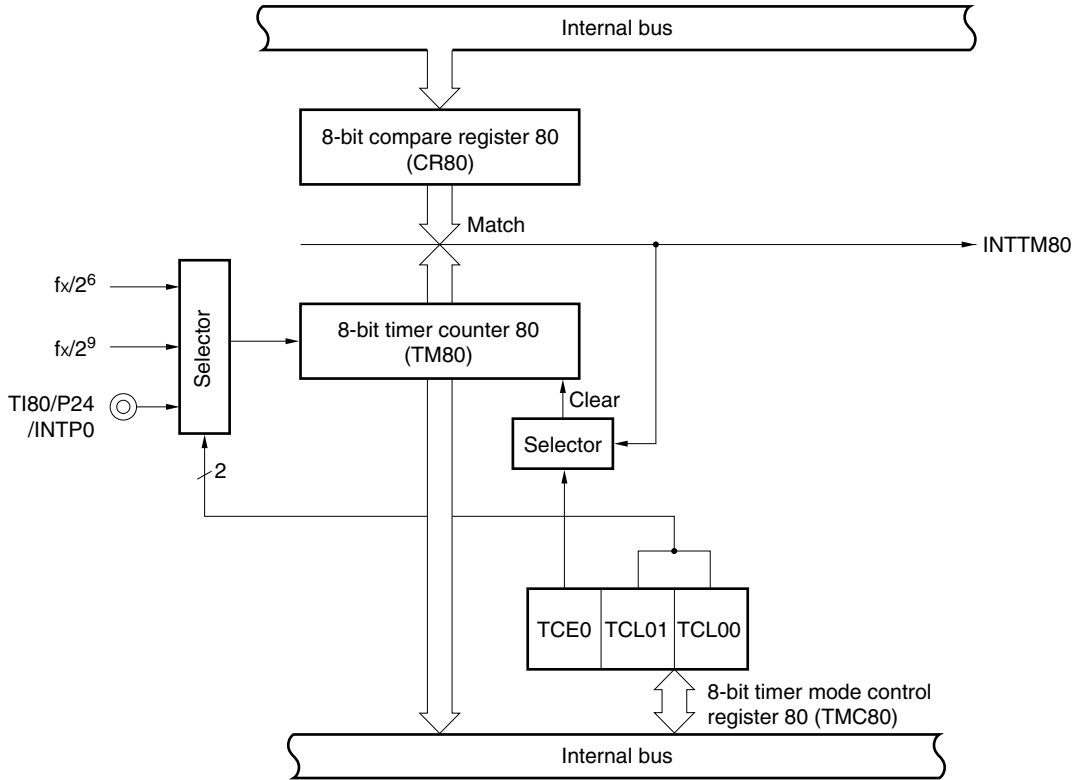 Internal bus
8-bit compare register 80
(CR80)
Match
INTTM80
fx/2⁶
fx/2⁹
TI80/P24
/INTP0
Selector
8-bit timer counter 80
(TM80)
Clear
Selector
2
TCE0 TCL01 TCL00
8-bit timer mode control
register 80 (TMC80)
Internal bus